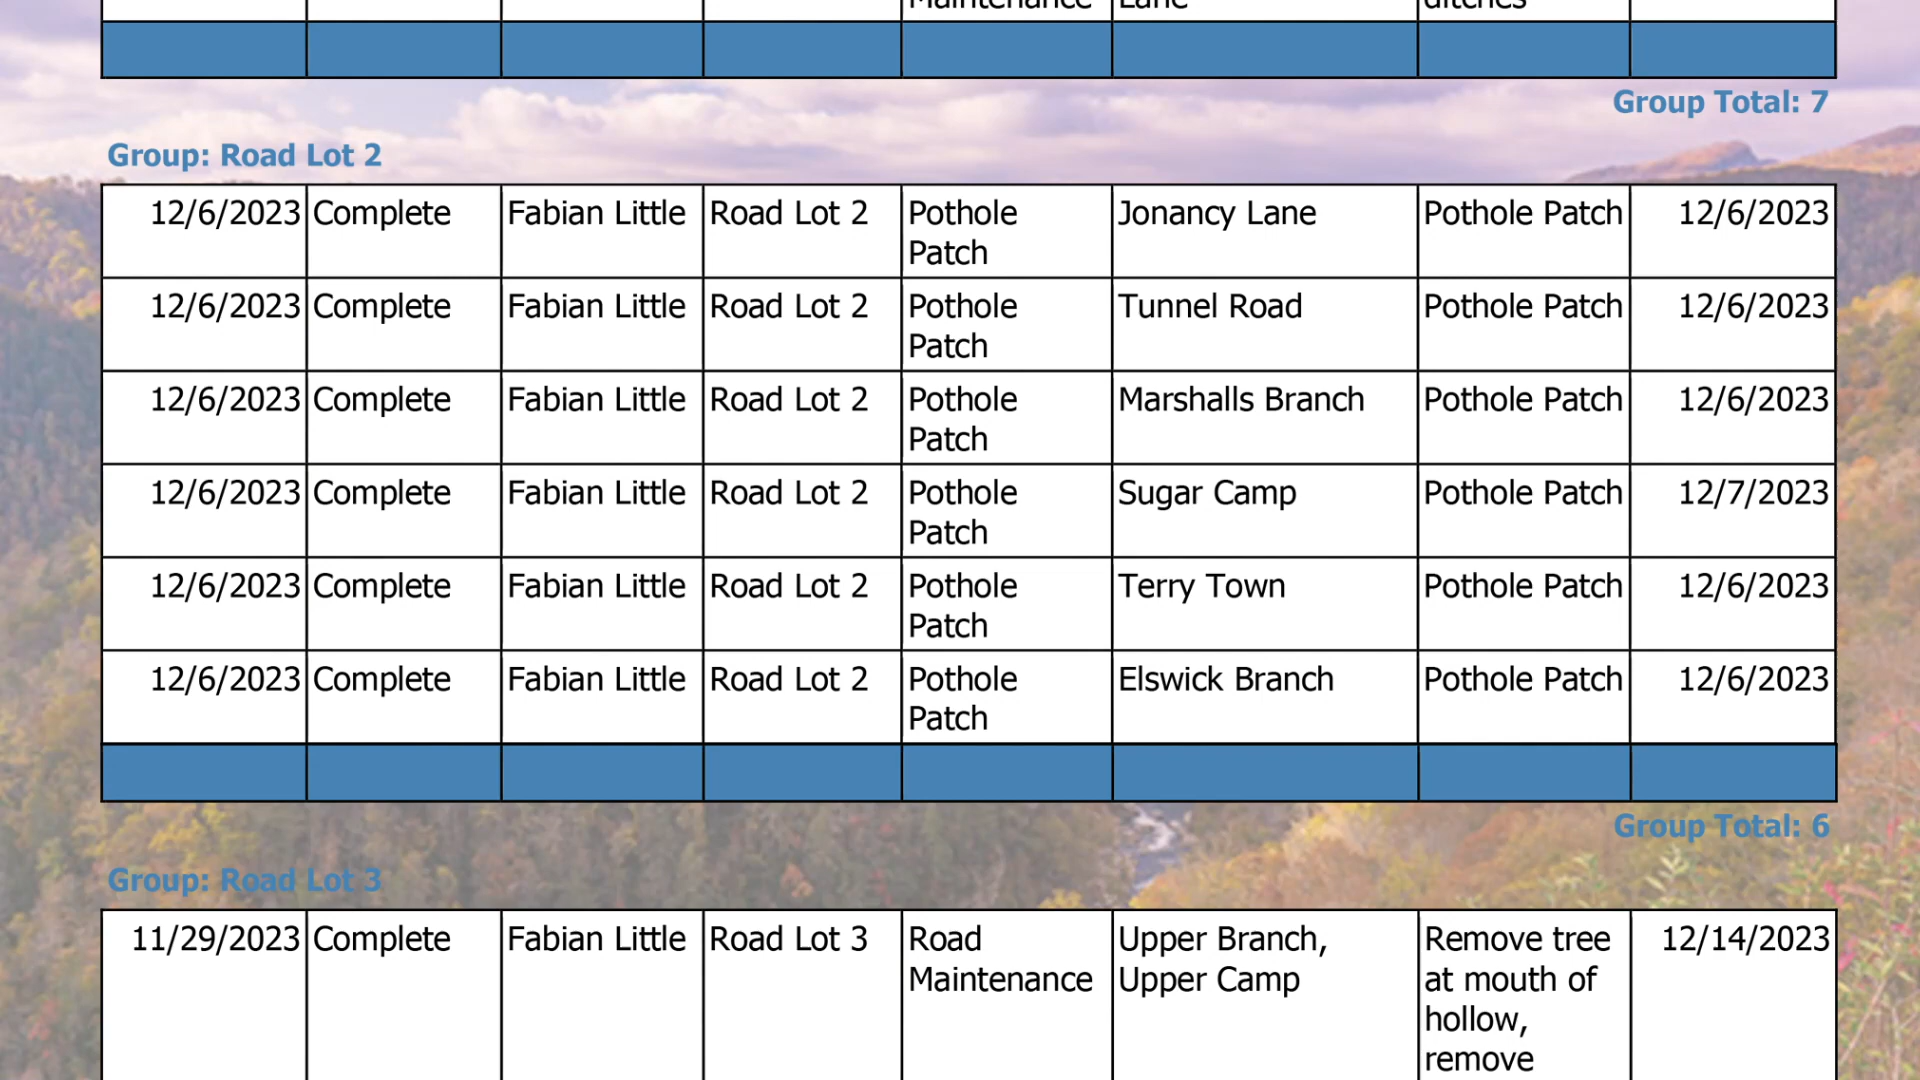 Maintenance Lane ditches
Group Total: 7
Group: Road Lot 2
12/6/2023 Complete Fabian Little Road Lot 2 Pothole Jonancy Lane Pothole Patch 12/6/2023
Patch
12/6/2023 Complete Fabian Little Road Lot 2 Pothole Tunnel Road Pothole Patch 12/6/2023
Patch
12/6/2023 Complete Fabian Little Road Lot 2 Pothole Marshalls Branch Pothole Patch 12/6/2023
Patch
12/6/2023 Complete Fabian Little Road Lot 2 Pothole Sugar Camp Pothole Patch 12/7/2023
Patch
12/6/2023 Complete Fabian Little Road Lot 2 Pothole Terry Town Pothole Patch 12/6/2023
Patch
12/6/2023 Complete Fabian Little Road Lot 2 Pothole Elswick Branch Pothole Patch 12/6/2023
Patch
Group Total: 6
Group: Road Lot 3
11/29/2023 Complete Fabian Little Road Lot 3 Road Upper Branch, Remove tree 12/14/2023
Maintenance Upper Camp at mouth of
hollow,
remove